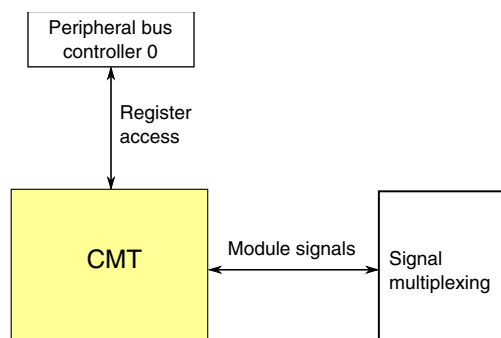 Peripheral bus
controller 0
Register
access
CMT
Module signals
Signal
multiplexing